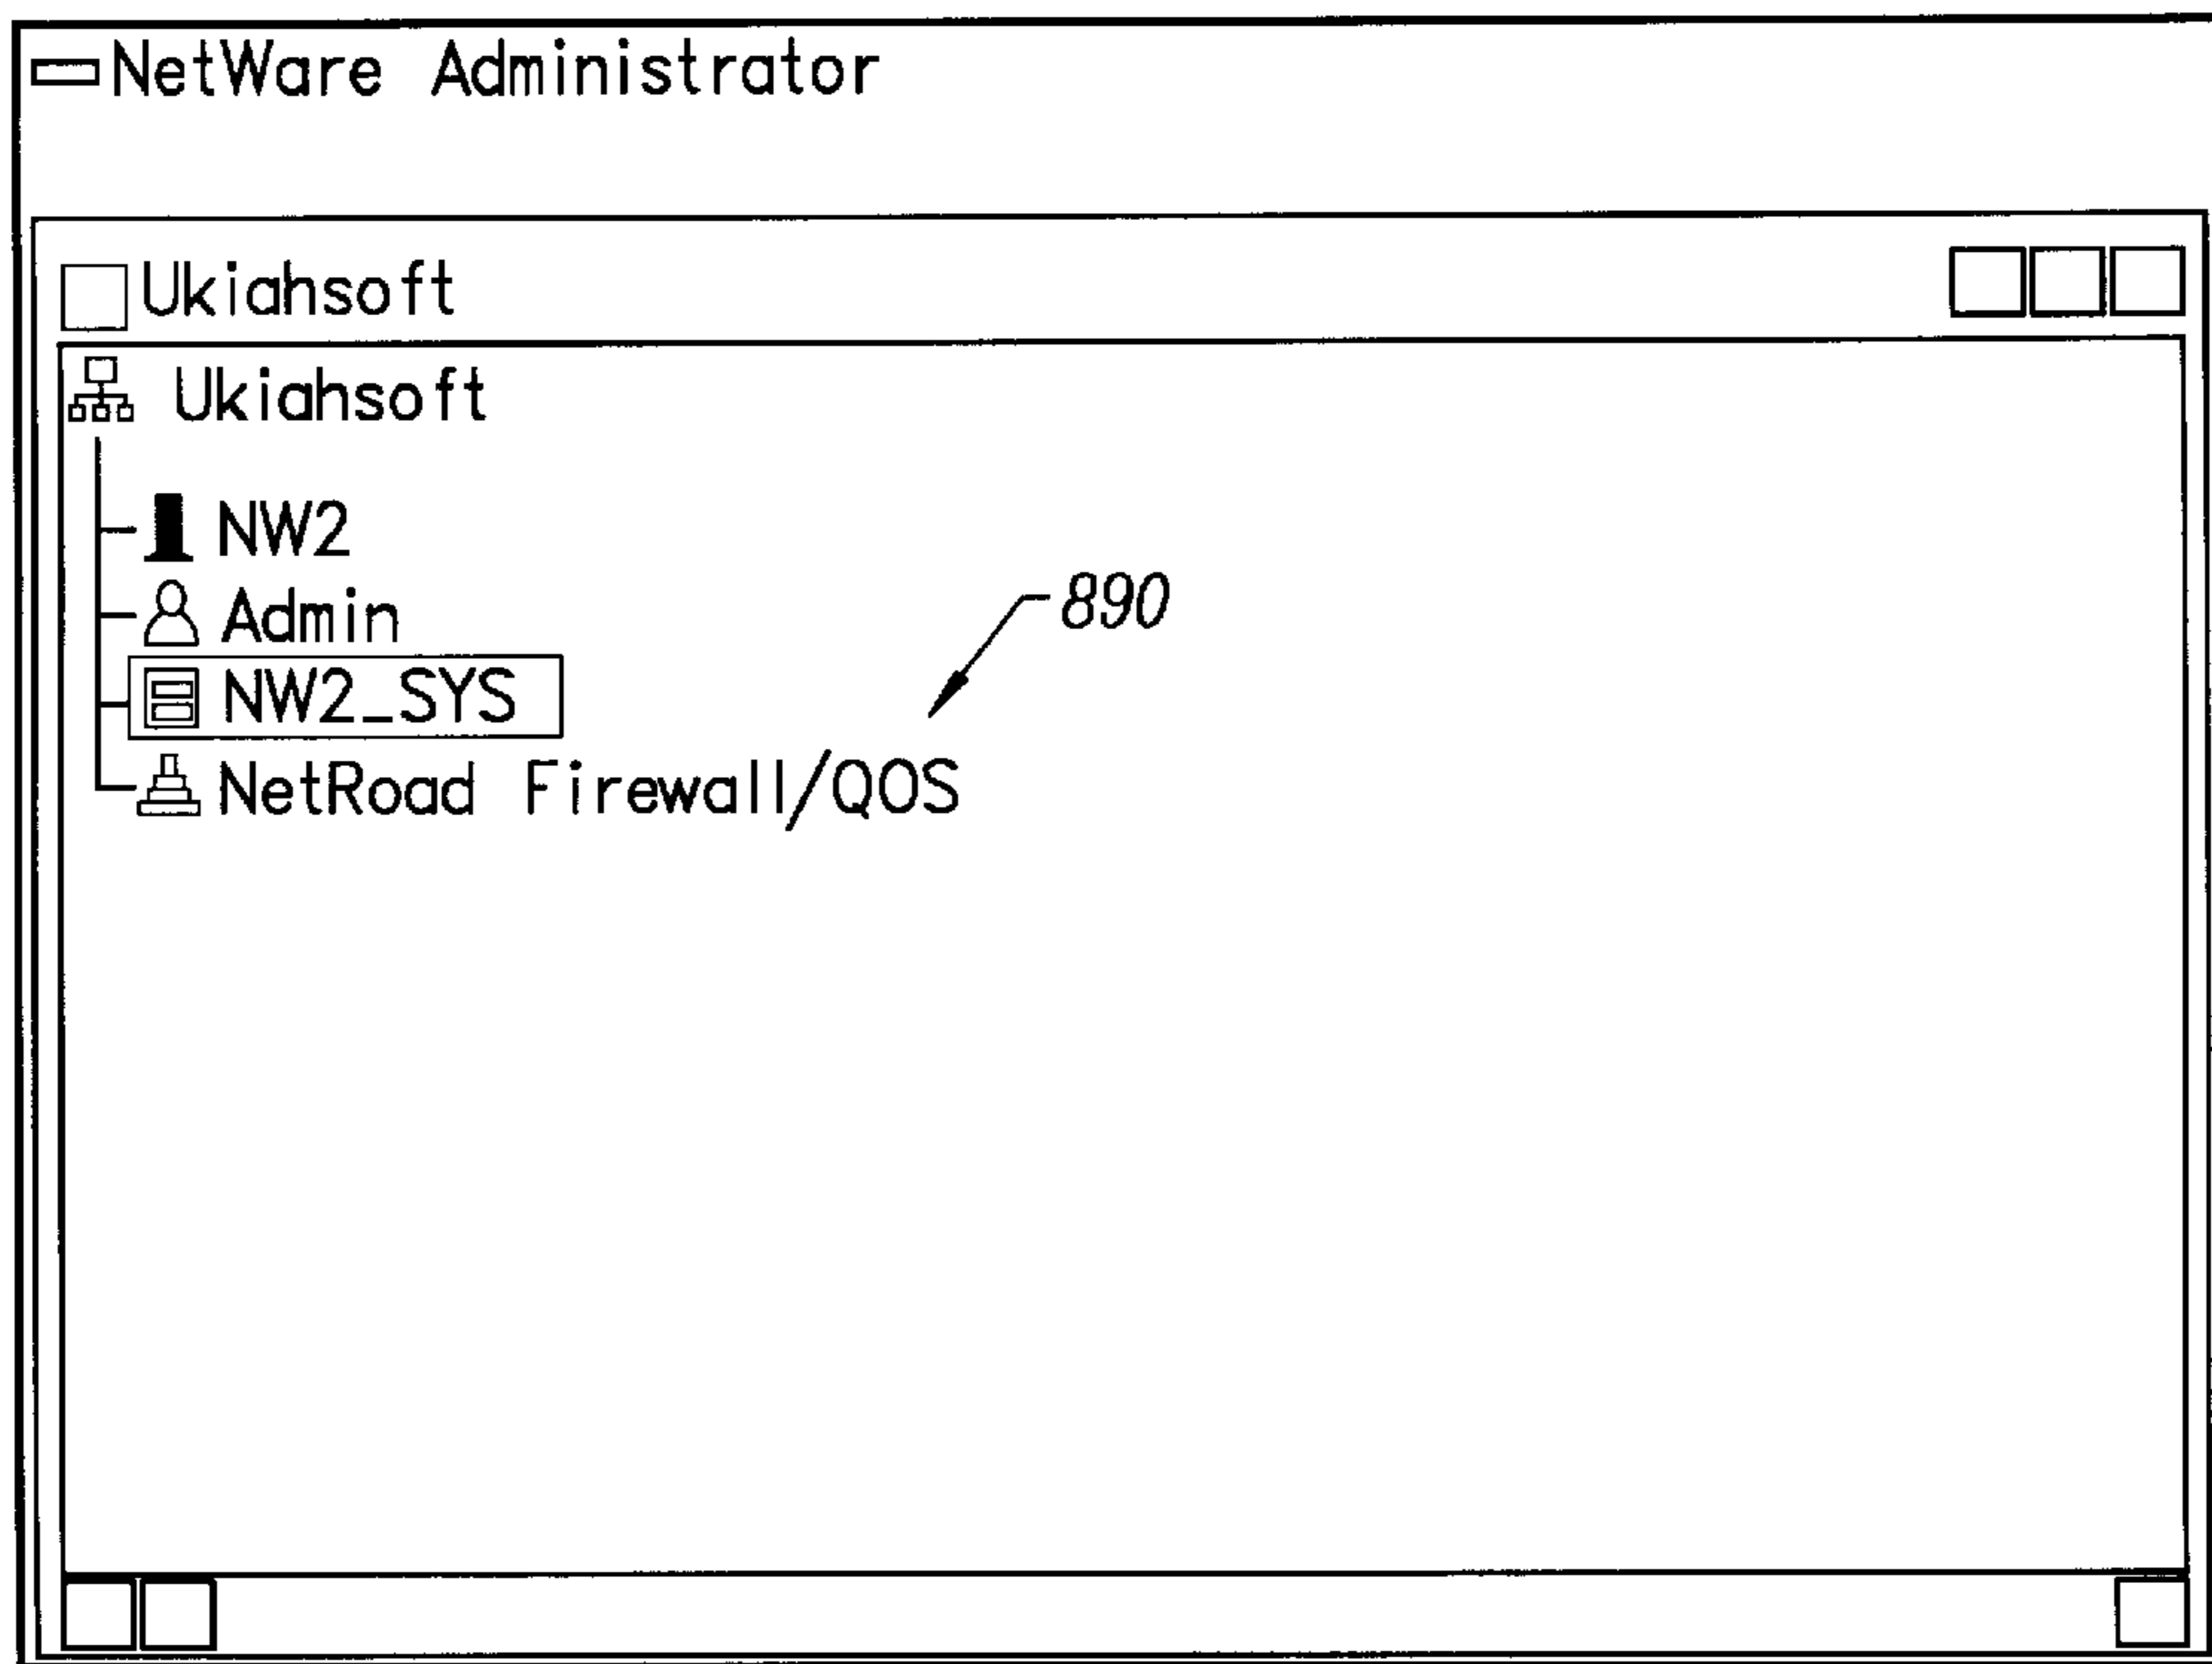 NetWare Administrator
Ukiahsoft
Ukiahsoft
NW2
Admin
890
NW2_SYS
NetRoad Firewall/QOS